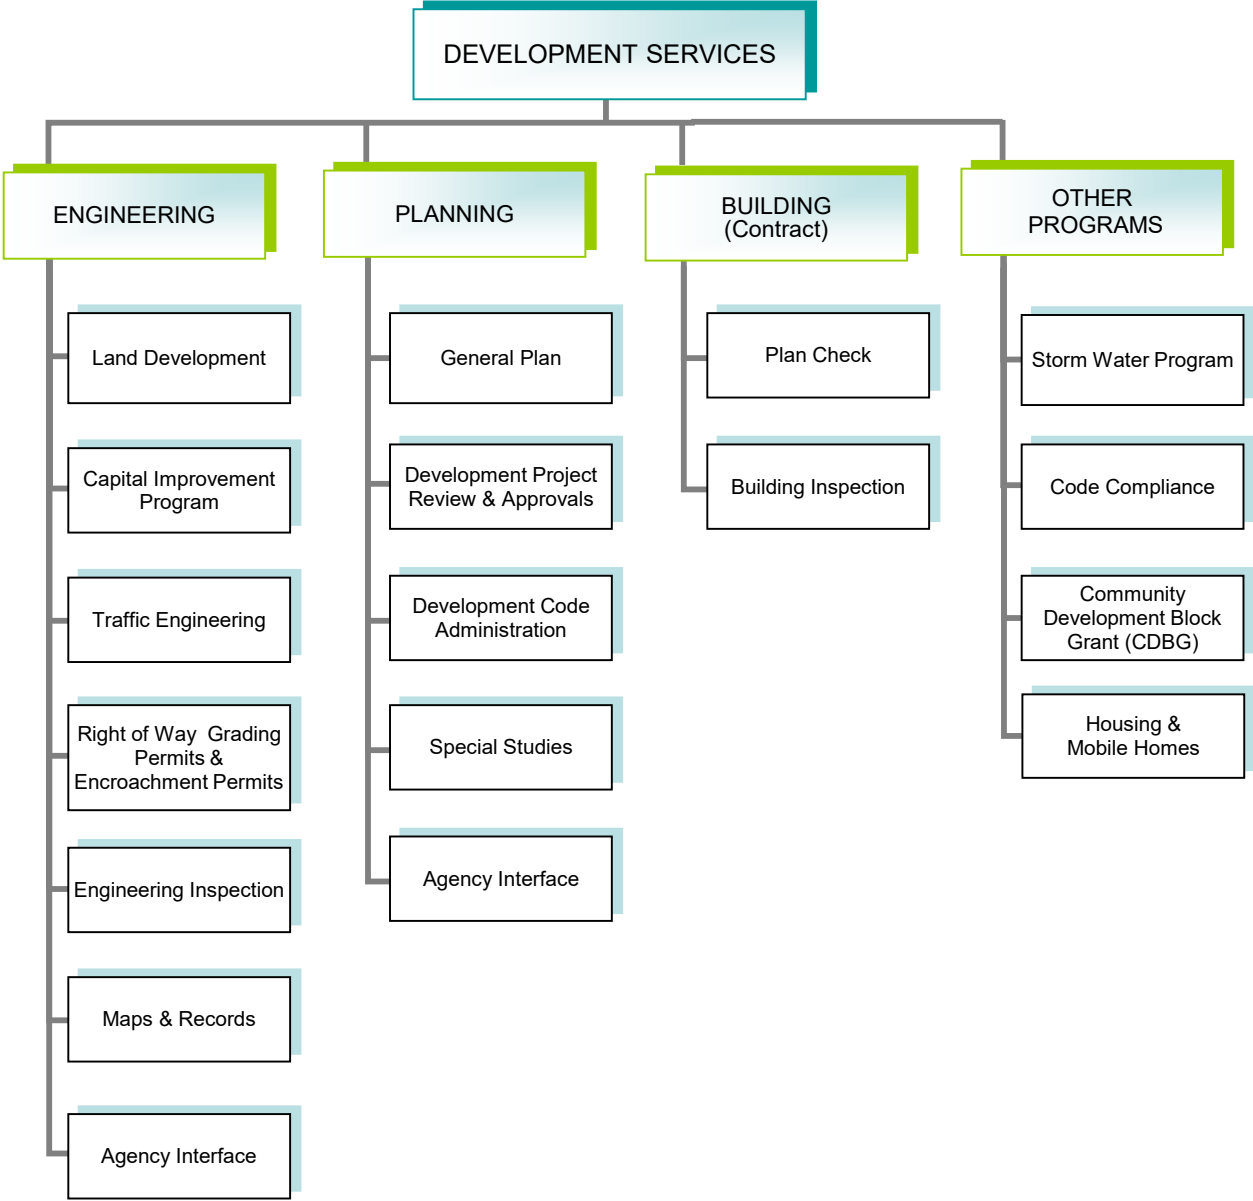 DEVELOPMENT SERVICES
ENGINEERING
Land Development
Capital Improvement
Program
Traffic Engineering
Right of Way  Grading
Permits &
Encroachment Permits
Engineering Inspection
Maps & Records
Agency Interface
PLANNING
General Plan
Development Project
Review & Approvals
Development Code
Administration
Special Studies
Agency Interface
BUILDING
(Contract)
Plan Check
Building Inspection
OTHER
PROGRAMS
Storm Water Program
Code Compliance
Community
Development Block
Grant (CDBG)
Housing &
Mobile Homes